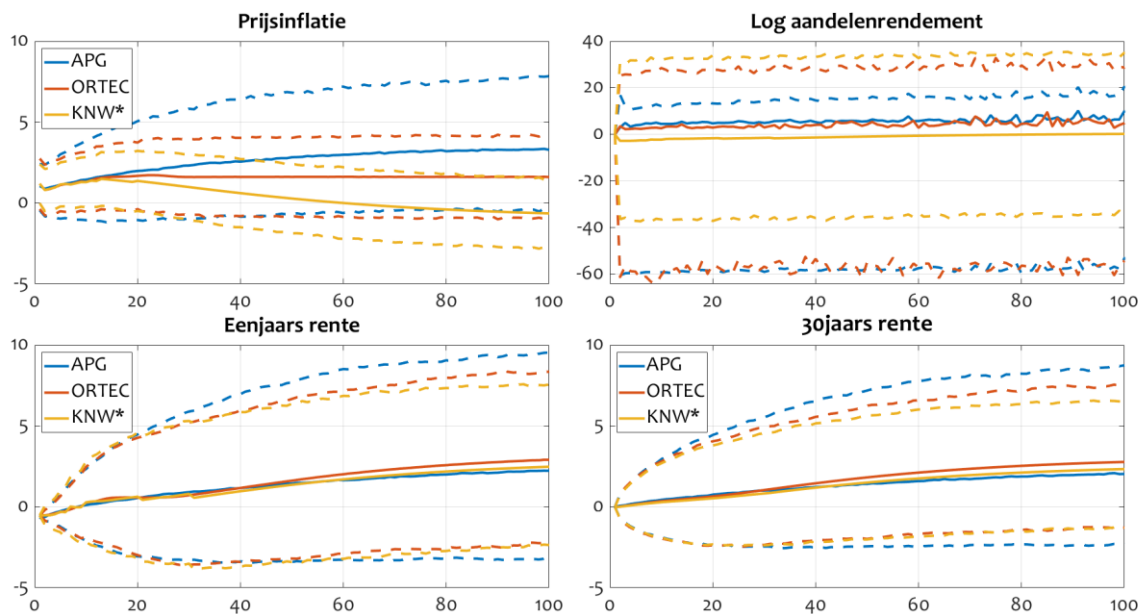 Prijsinflatie
10
5
0
-5
APG
ORTEC
KNW*
0 20 40 60 80 100
Log aandelenrendement
40
20
0
-20
-40
-60
0 20 40 60 80 100
Eenjaars rente
10
5
0
-5
APG
ORTEC
KNW*
0 20 40 60 80 100
30jaars rente
10
5
0
-5
APG
ORTEC
KNW*
0 20 40 60 80 100